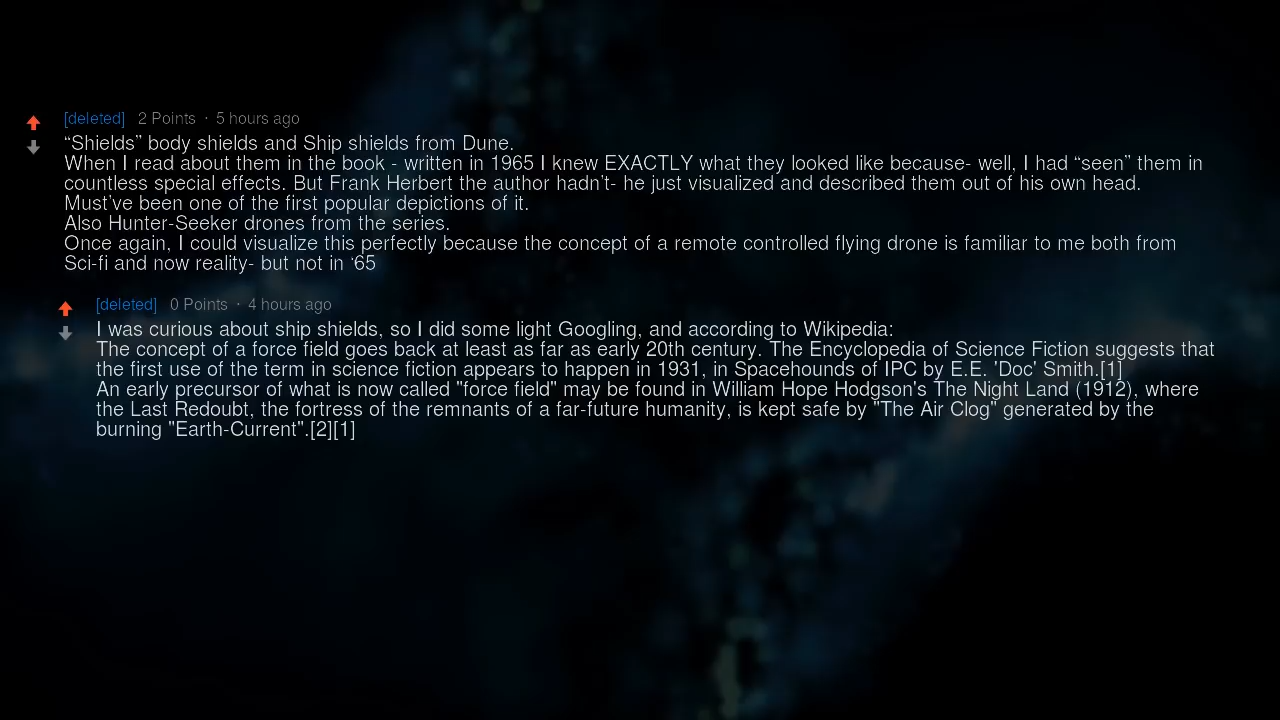 [deleted] 2 Points · 5 hours ago
“Shields” body shields and Ship shields from Dune.
When I read about them in the book - written in 1965 I knew EXACTLY what they looked like because- well, I had “seen” them in
countless special effects. But Frank Herbert the author hadn’t- he just visualized and described them out of his own head.
Must’ve been one of the first popular depictions of it.
Also Hunter-Seeker drones from the series.
Once again, I could visualize this perfectly because the concept of a remote controlled flying drone is familiar to me both from
Sci-fi and now reality- but not in ‘65
[deleted] 0 Points · 4 hours ago
I was curious about ship shields, so I did some light Googling, and according to Wikipedia:
The concept of a force field goes back at least as far as early 20th century. The Encyclopedia of Science Fiction suggests that
the first use of the term in science fiction appears to happen in 1931, in Spacehounds of IPC by E.E. 'Doc' Smith.[1]
An early precursor of what is now called "force field" may be found in William Hope Hodgson's The Night Land (1912), where
the Last Redoubt, the fortress of the remnants of a far-future humanity, is kept safe by "The Air Clog" generated by the
burning "Earth-Current".[2][1]